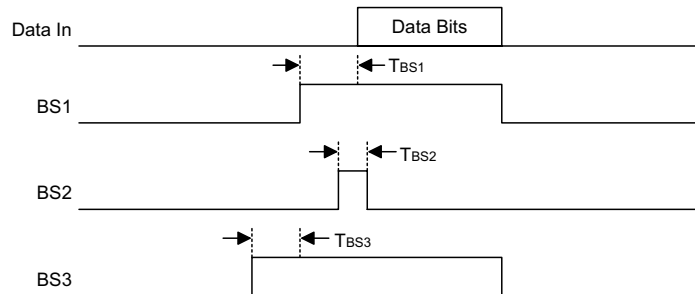 Data In
Data Bits
TBS1
BS1
TBS2
BS2
TBS3
BS3